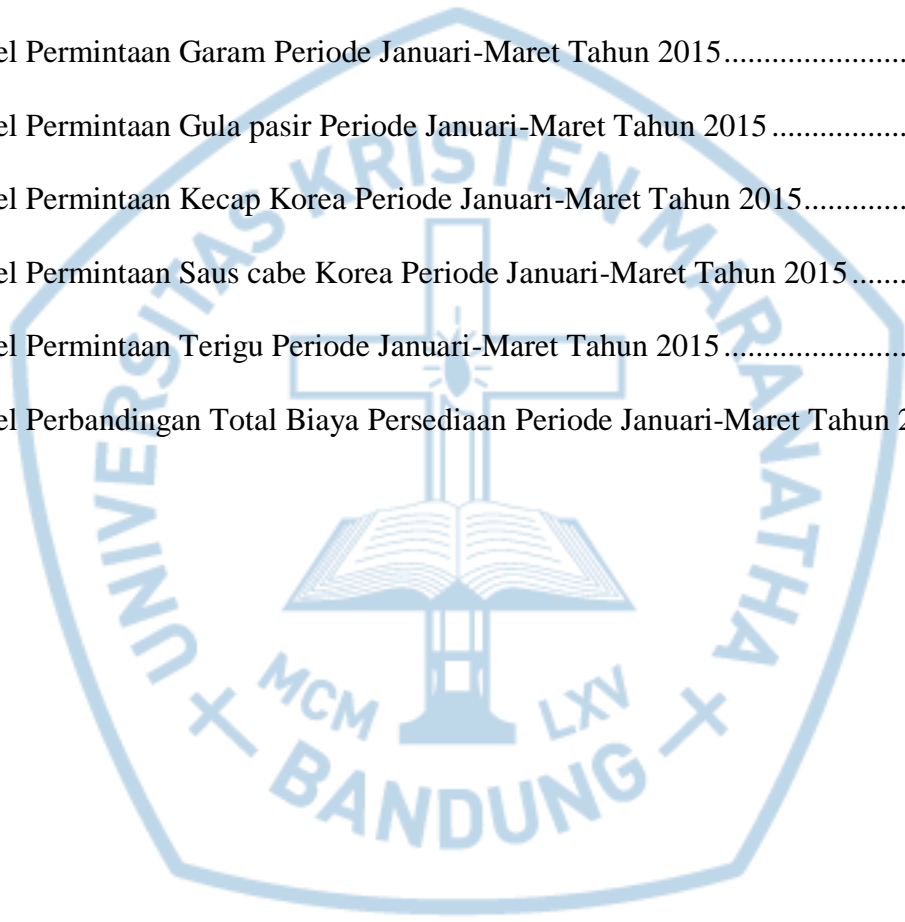 el Permintaan Garam Periode Januari-Maret Tahun 2015.......................
el Permintaan Gula pasir Periode Januari-Maret Tahun 2015.................
el Permintaan Kecap Korea Periode Januari-Maret Tahun 2015.............
el Permintaan Saus cabe Korea Periode Januari-Maret Tahun 2015.......
el Permintaan Terigu Periode Januari-Maret Tahun 2015.......................
el Perbandingan Total Biaya Persediaan Periode Januari-Maret Tahun 2
UNIVERSITAS KRISTEN MARANATHA
MCM LXV
BANDUNG